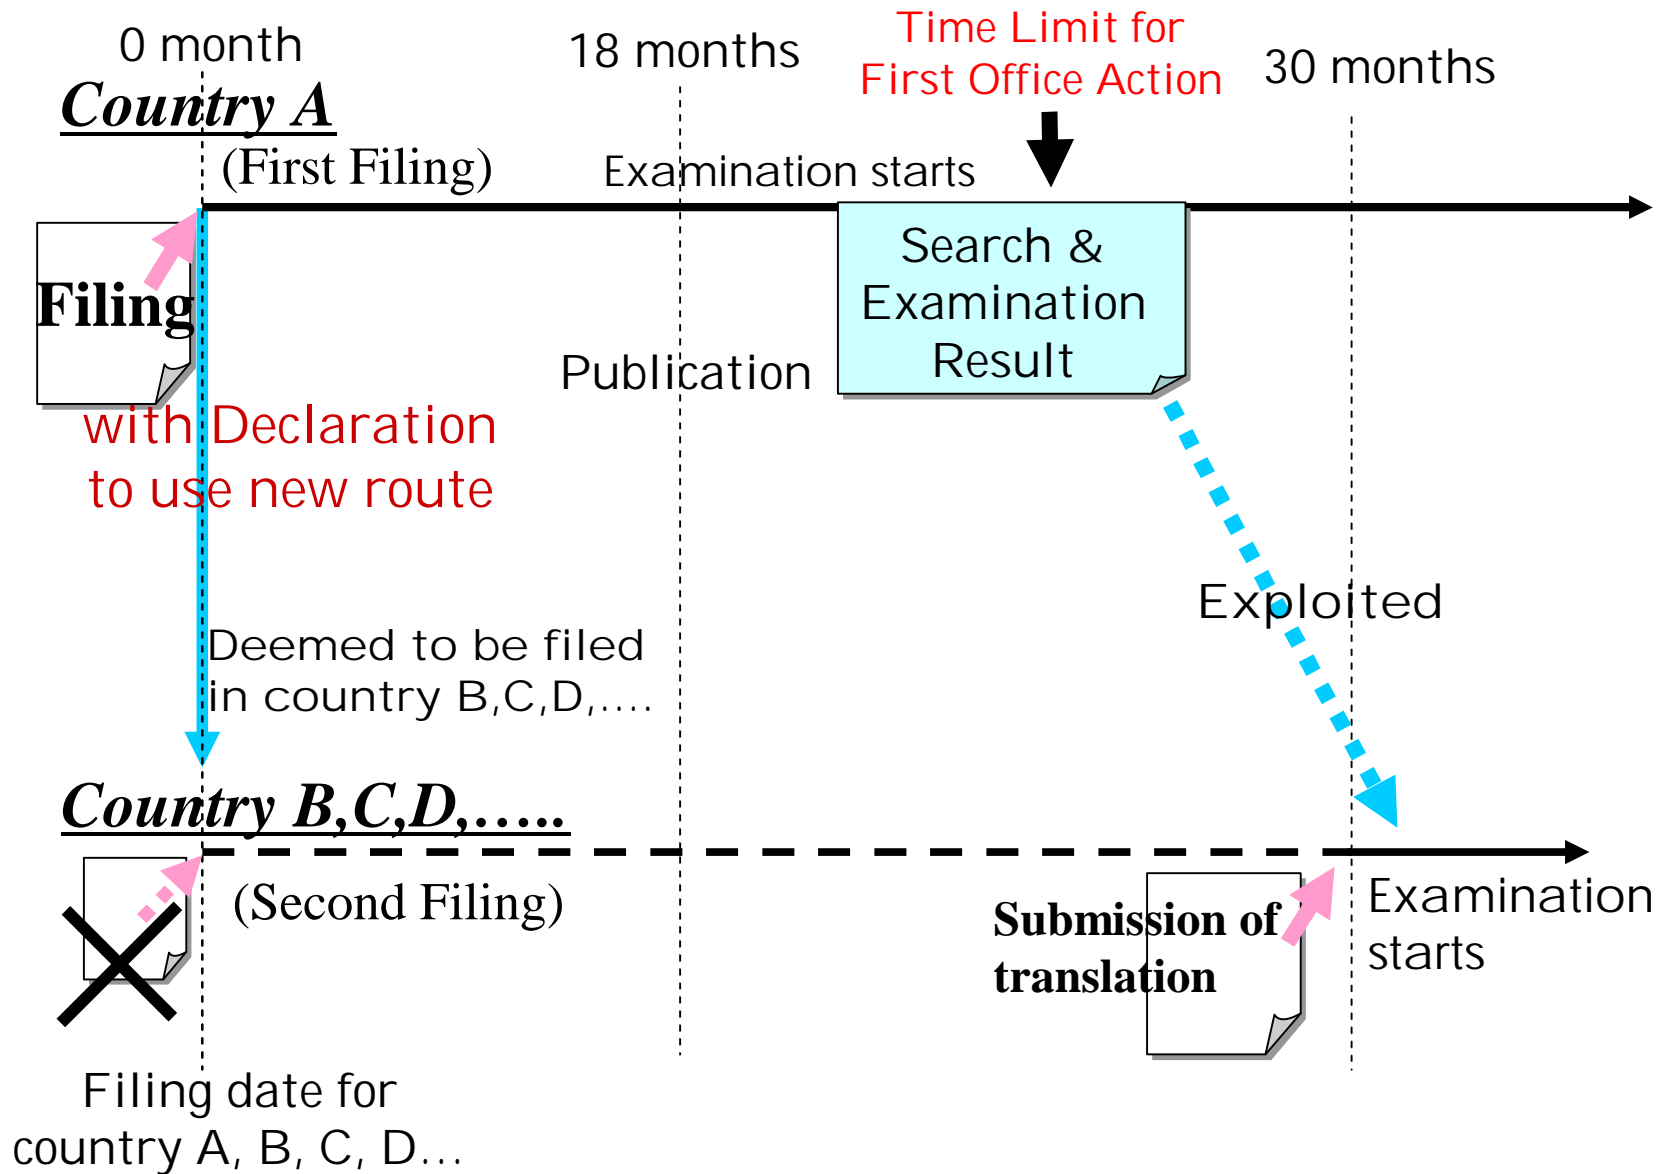 0 month
18 months
Time Limit for
First Office Action
30 months
Country A
(First Filing)
Examination starts
Filing
Search &
Examination
Result
Publication
with Declaration
to use new route
Exploited
Deemed to be filed
in country B,C,D,....
Country B,C,D,.....
(Second Filing)
Submission of
translation
Examination
starts
Filing date for
country A, B, C, D...